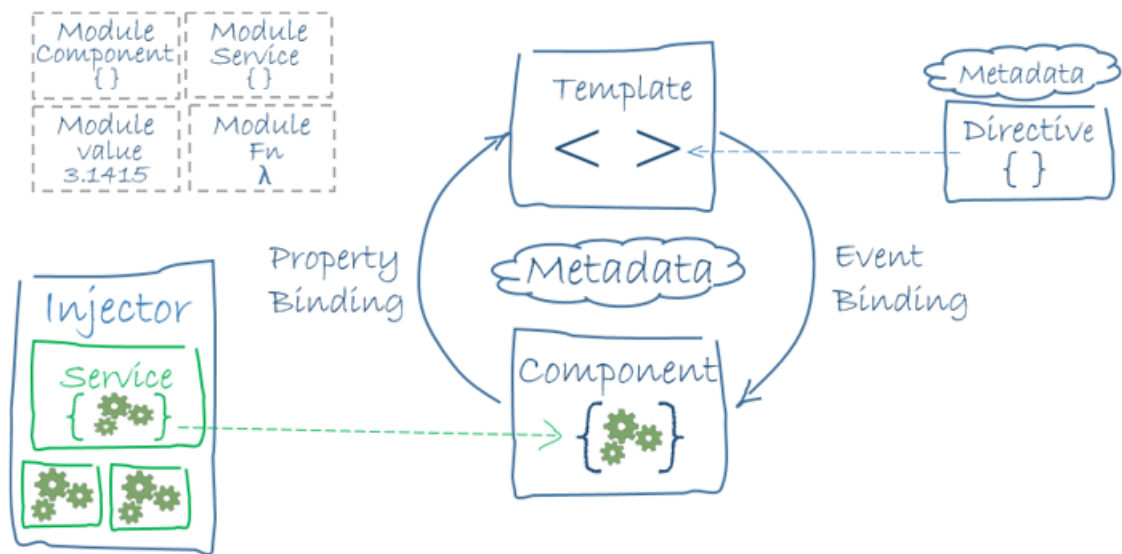 Module
Component
{ }
Module
Service
{ }
Module
value
3.1415
Module
Fn
λ
Template
< >
Metadata
Directive
{ }
Property
Binding
Metadata
Event
Binding
Injector
Service
{ }
Component
{ }